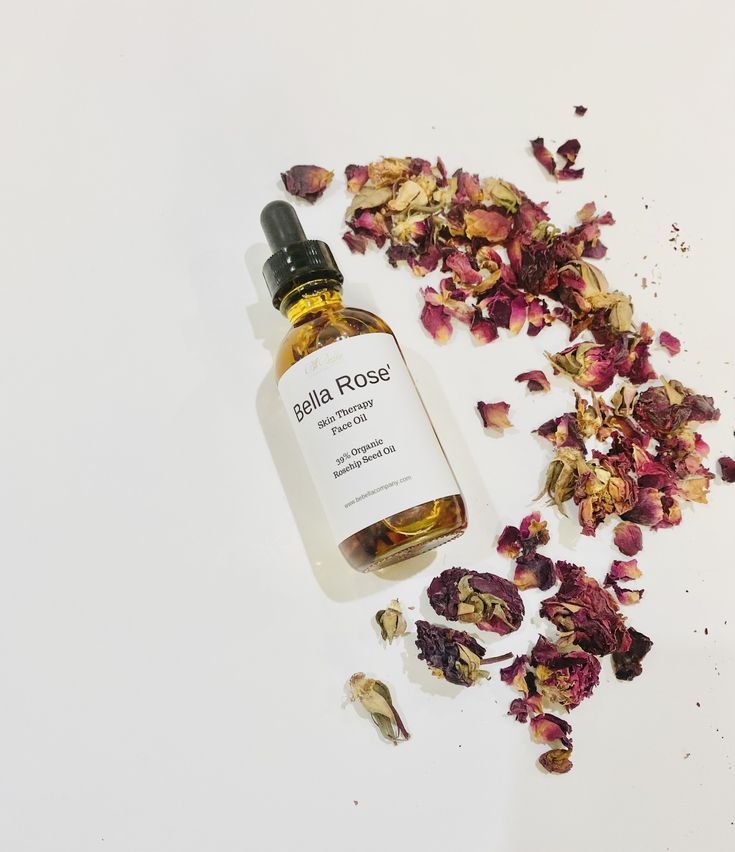 Bella Rose'
Skin Therapy
Face Oil
39% Organic
Rosehip Seed Oil
www.bebellacompany.com